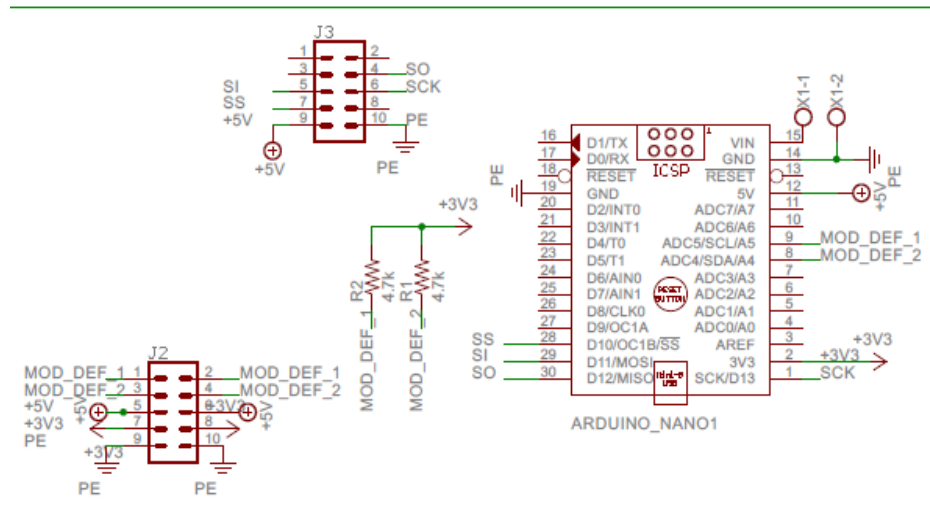 J3
1 2
3 4 SO
SI 5 6 SCK
SS 7 8
+5V 9 10 PE
+5V
PE
X1-1
X1-2
16 D1/TX VIN 15
17 D0/RX GND 14
18 RESET RESET 13
19 GND 5V 12
20 D2/INT0 ADC7/A7 11
21 D3/INT1 ADC6/A6 10
22 D4/T0 ADC5/SCL/A5 9 MOD_DEF_1
23 D5/T1 ADC4/SDA/A4 8 MOD_DEF_2
24 D6/AIN0 ADC3/A3 7
25 D7/AIN1 ADC2/A2 6
26 D8/CLK0 ADC1/A1 5
27 D9/OC1A ADC0/A0 4
SS 28 D10/OC1B/SS AREF 3
SI 29 D11/MOSI 3V3 2 +3V3
SO 30 D12/MISO SCK/D13 1 SCK
+3V3
1
ICSP
RESET
BUTTON
Mini-B
USB
PE
PE
+5V
ARDUINO_NANO1
+3V3
R2
4.7k
R1
4.7k
MOD_DEF_1
MOD_DEF_2
J2
MOD_DEF_1 1 2 MOD_DEF_1
MOD_DEF_2 3 4 MOD_DEF_2
+5V +5V 5 6 +3V3 +5V
+3V3 7 8
PE 9 10
+3V3
PE PE